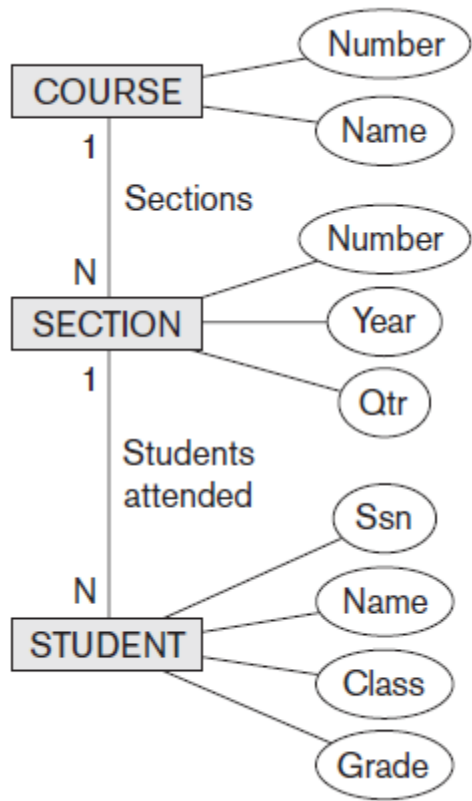 Number
COURSE
Name
1
Sections
Number
N
SECTION
Year
1
Qtr
Students
attended
Ssn
N
Name
STUDENT
Class
Grade